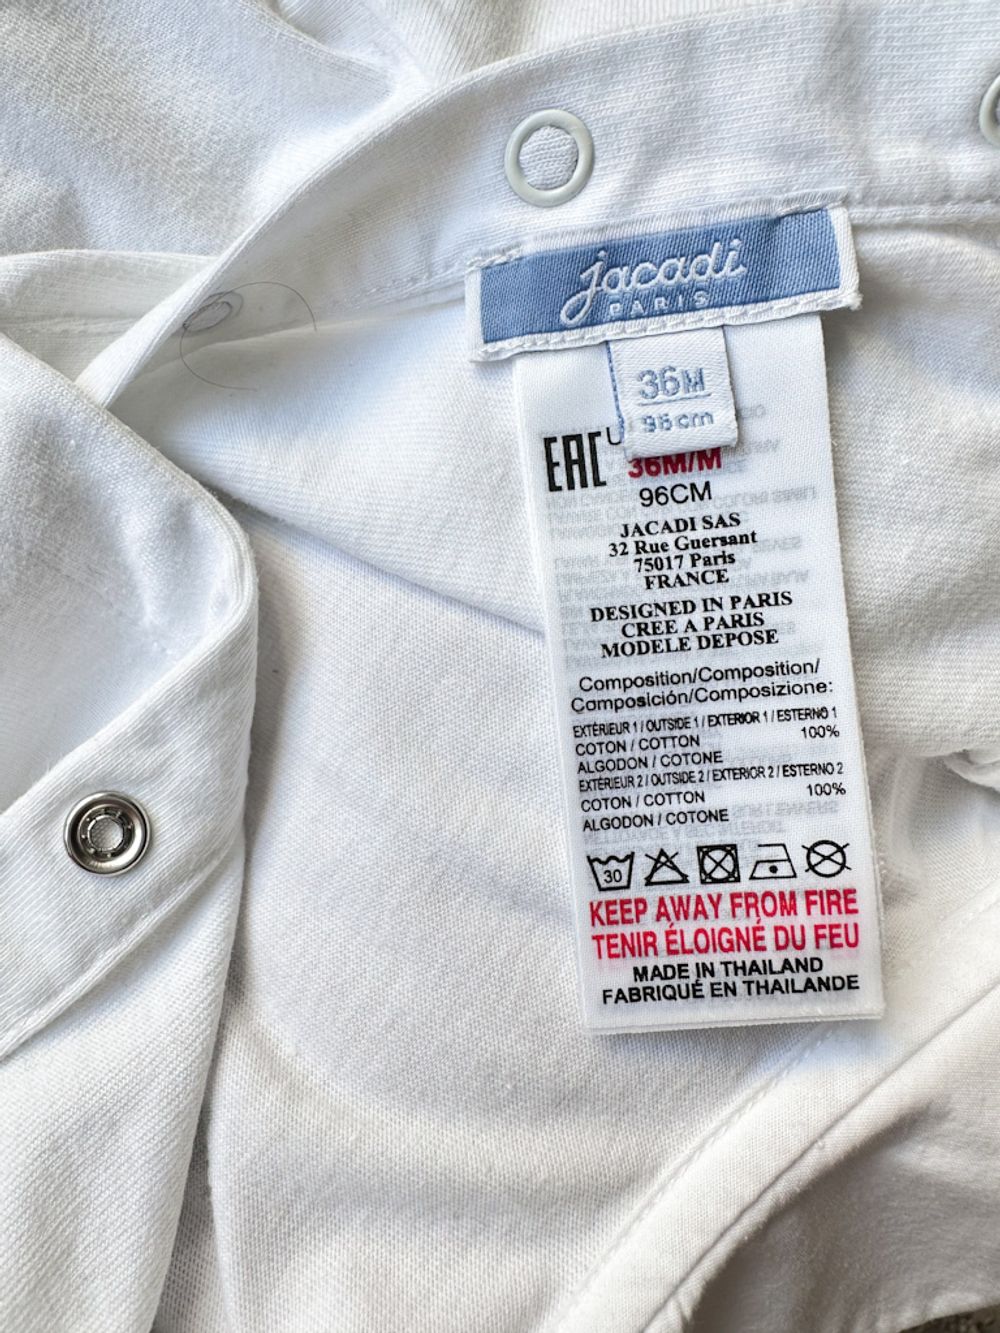 jacadi
PARIS
36M
96cm
EAC
36M/M
96CM
JACADI SAS
32 Rue Guersant
75017 Paris
FRANCE
DESIGNED IN PARIS
CREE A PARIS
MODELE DEPOSE
Composition/Composition/
Composición/Composizione:
EXTÉRIEUR 1 / OUTSIDE 1 / EXTERIOR 1 / ESTERNO 1
COTON / COTTON 100%
ALGODON / COTONE
EXTÉRIEUR 2 / OUTSIDE 2 / EXTERIOR 2 / ESTERNO 2
COTON / COTTON 100%
ALGODON / COTONE
30
KEEP AWAY FROM FIRE
TENIR ÉLOIGNÉ DU FEU
MADE IN THAILAND
FABRIQUÉ EN THAILANDE